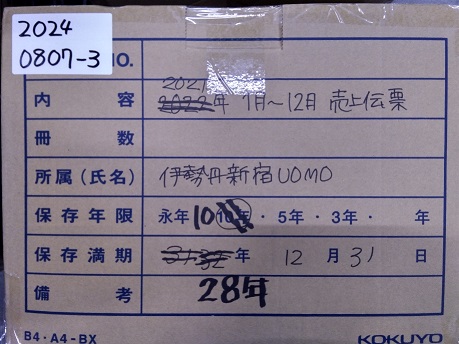 2024
0807-3
NO.
2021
内容 2022年 7月～12月 売上伝票
冊数
所属(氏名) 伊勢丹新宿UOMO
保存年限 永年 10 10年・5年・3年・ 年
保存満期 年 12月31日
備考 28年
B4・A4-BX KOKUYO